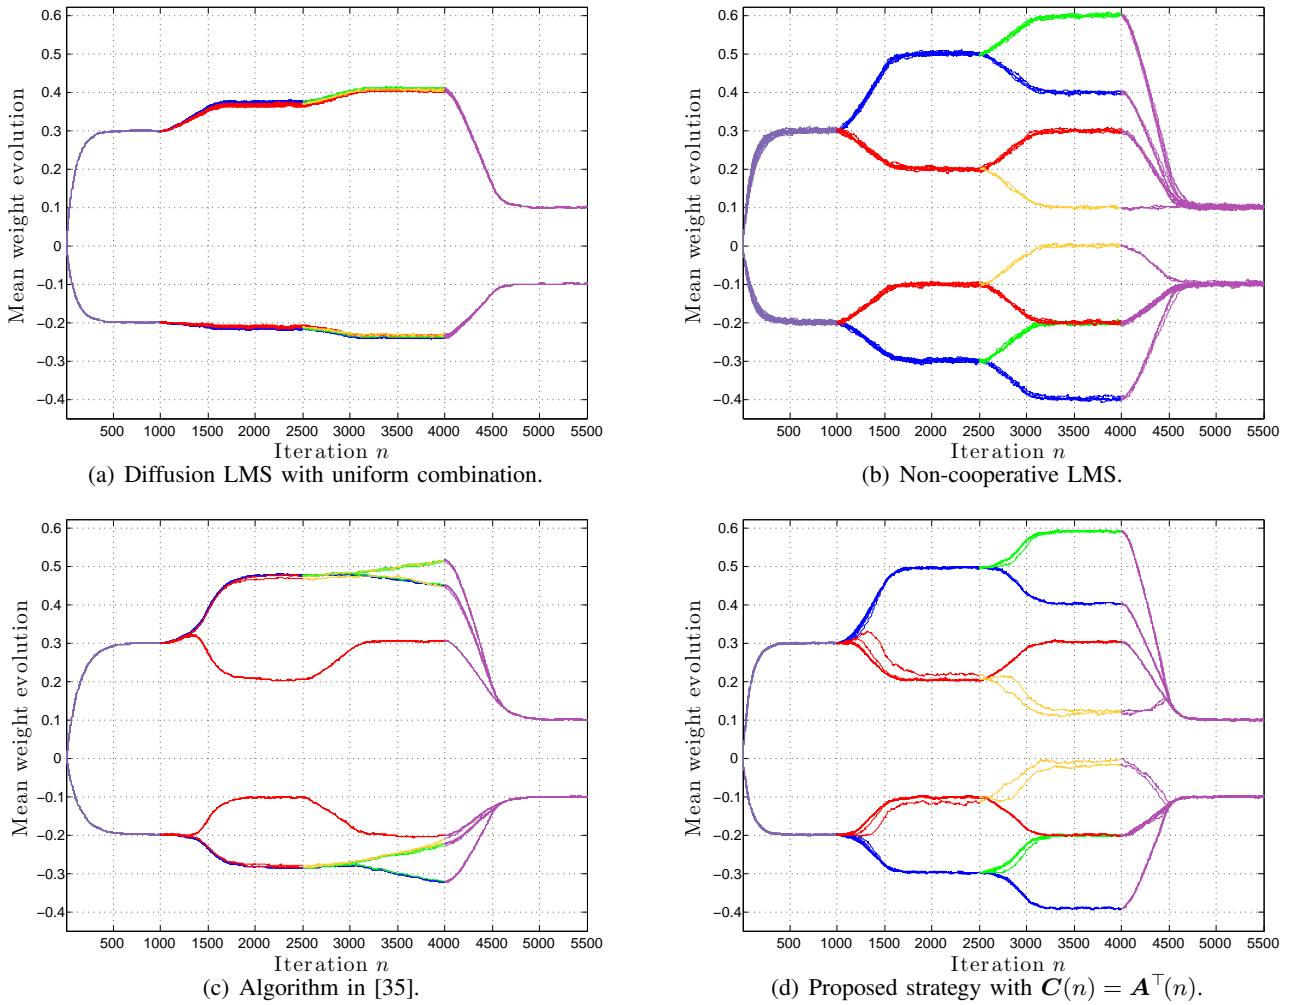 0.6
0.5
0.4
0.3
0.2
0.1
0
−0.1
−0.2
−0.3
−0.4
Mean weight evolution
500 1000 1500 2000 2500 3000 3500 4000 4500 5000 5500
Iteration n
(a) Diffusion LMS with uniform combination.
0.6
0.5
0.4
0.3
0.2
0.1
0
−0.1
−0.2
−0.3
−0.4
Mean weight evolution
500 1000 1500 2000 2500 3000 3500 4000 4500 5000 5500
Iteration n
(b) Non-cooperative LMS.
0.6
0.5
0.4
0.3
0.2
0.1
0
−0.1
−0.2
−0.3
−0.4
Mean weight evolution
500 1000 1500 2000 2500 3000 3500 4000 4500 5000 5500
Iteration n
(c) Algorithm in [35].
0.6
0.5
0.4
0.3
0.2
0.1
0
−0.1
−0.2
−0.3
−0.4
Mean weight evolution
500 1000 1500 2000 2500 3000 3500 4000 4500 5000 5500
Iteration n
(d) Proposed strategy with C(n) = A⊤(n).